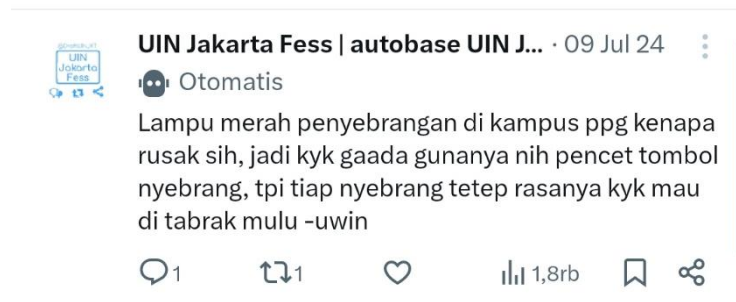 UIN Jakarta Fess | autobase UIN J... · 09 Jul 24
Otomatis
Lampu merah penyebrangan di kampus ppg kenapa
rusak sih, jadi kyk gaada gunanya nih pencet tombol
nyebrang, tpi tiap nyebrang tetep rasanya kyk mau
di tabrak mulu -uwin
1 1 1,8rb
UIN
Jakarta
Fess